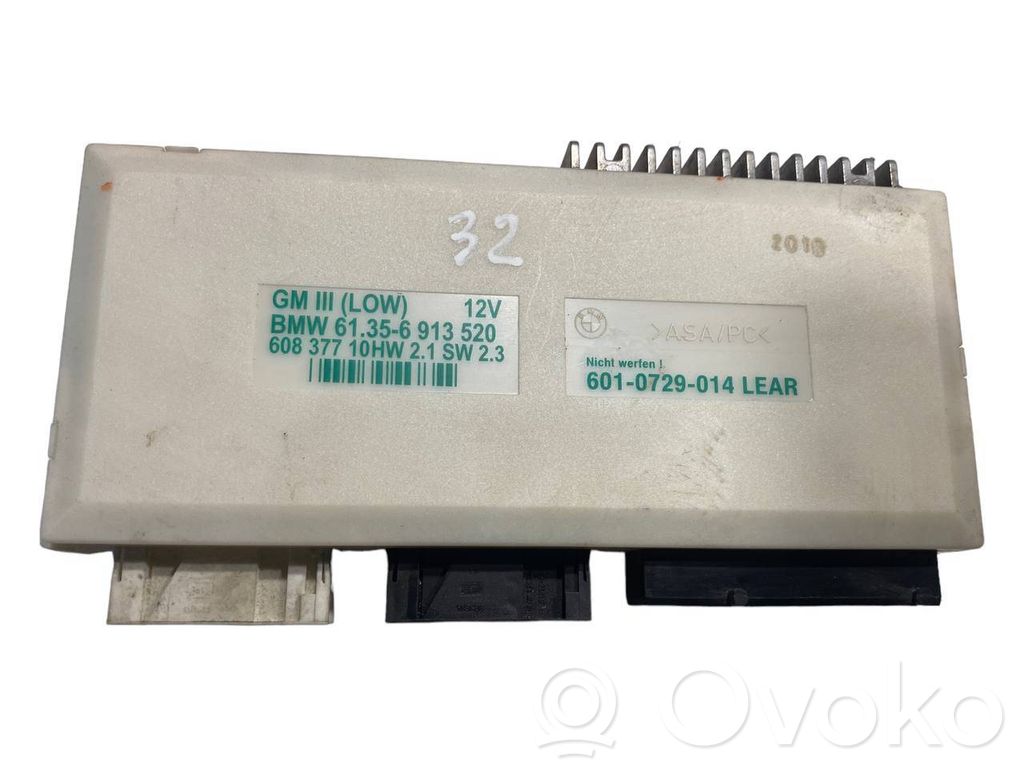 32
2018
GM III (LOW) 12V
BMW 61.35-6 913 520
608 377 10HW 2.1 SW 2.3
BMW
>ASA/PC<
Nicht werfen !
601-0729-014 LEAR
Ovoko